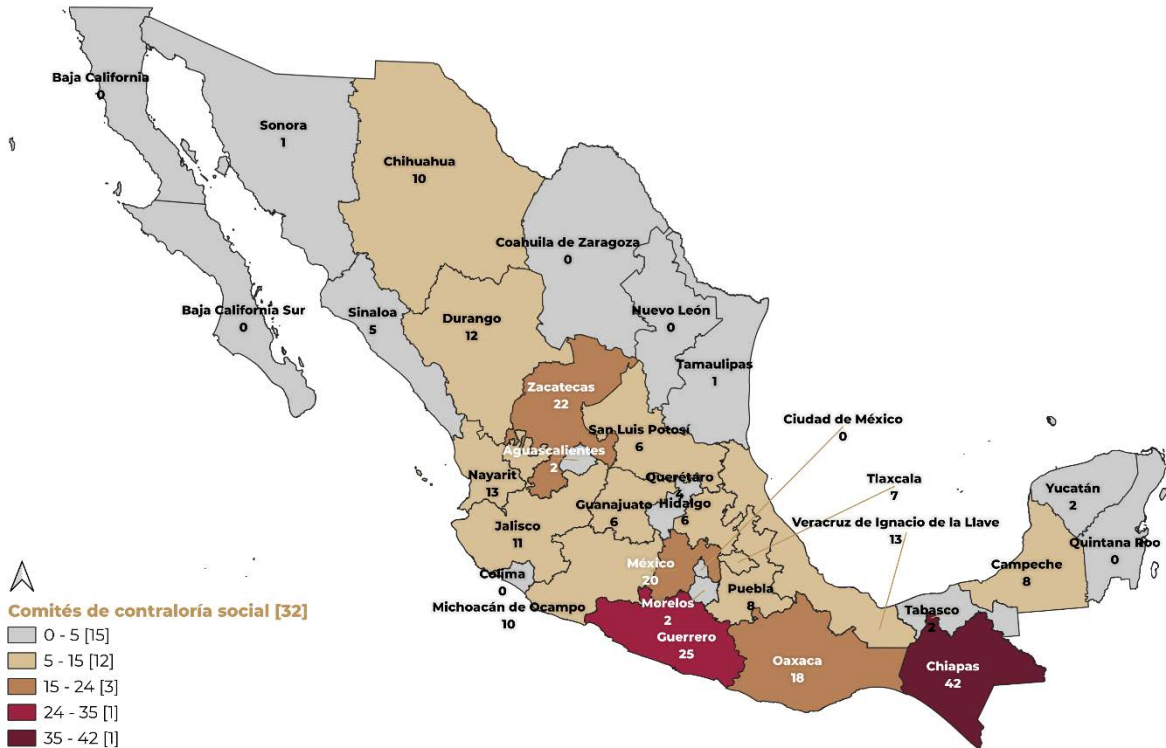 Baja California
0
Sonora
1
Chihuahua
10
Coahuila de Zaragoza
0
Baja California Sur
0
Sinaloa
5
Durango
12
Nuevo León
0
Tamaulipas
1
Zacatecas
22
Ciudad de México
0
San Luis Potosí
6
Aguascalientes
2
Nayarit
13
Querétaro
4
Tlaxcala
7
Yucatán
2
Guanajuato
6
Hidalgo
6
Veracruz de Ignacio de la Llave
13
Jalisco
11
Quintana Roo
0
México
20
Campeche
8
Colima
0
Puebla
8
Michoacán de Ocampo
10
Morelos
2
Tabasco
2
Guerrero
25
Oaxaca
18
Chiapas
42
Comités de contraloría social [32]
0 - 5 [15]
5 - 15 [12]
15 - 24 [3]
24 - 35 [1]
35 - 42 [1]